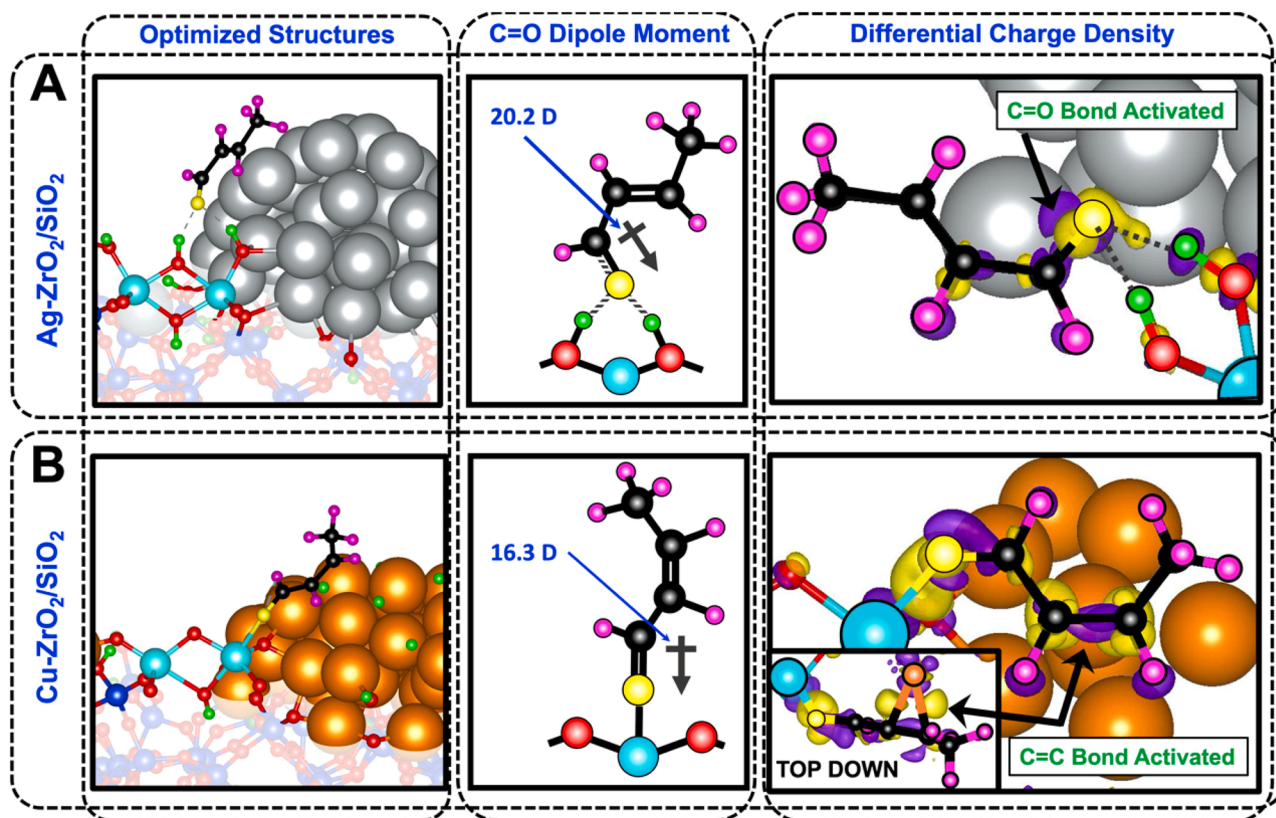 Optimized Structures
C=O Dipole Moment
Differential Charge Density
A
Ag-ZrO₂/SiO₂
20.2 D
C=O Bond Activated
B
Cu-ZrO₂/SiO₂
16.3 D
TOP DOWN
C=C Bond Activated